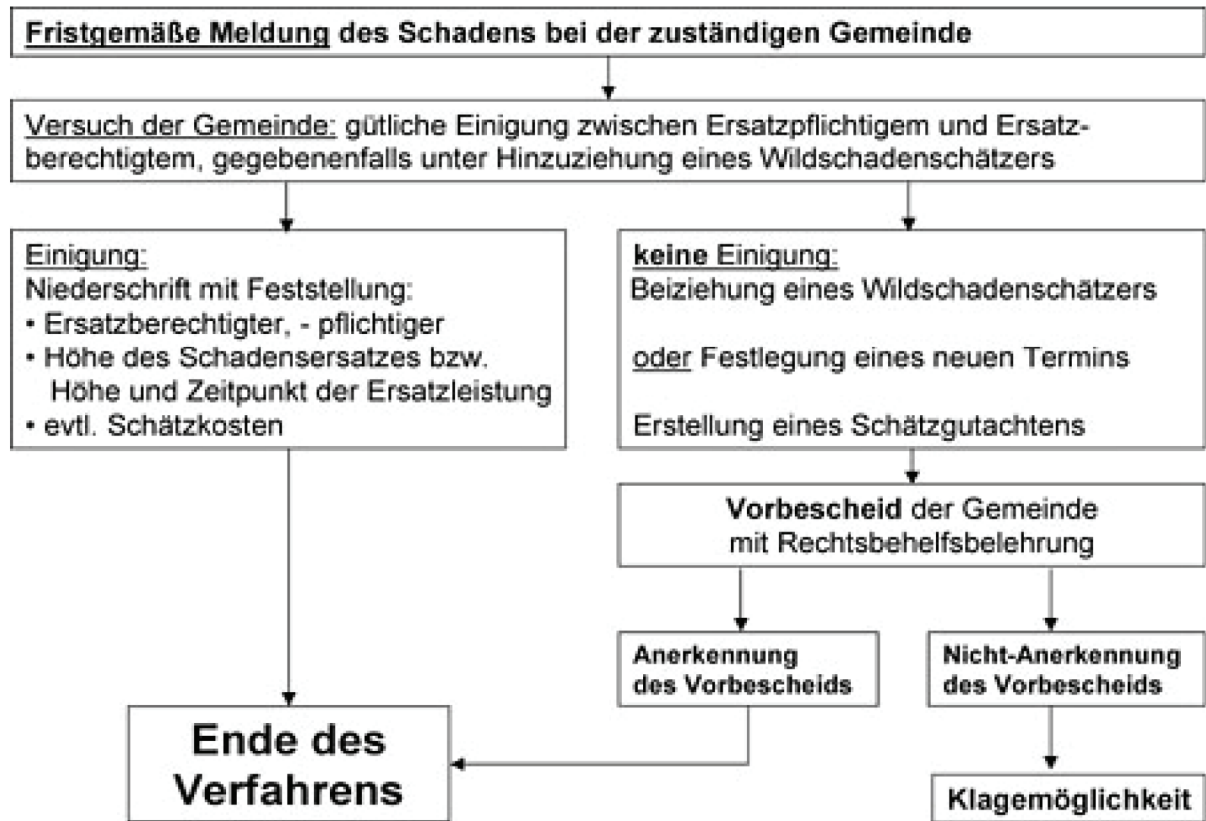 Fristgemäße Meldung des Schadens bei der zuständigen Gemeinde
Versuch der Gemeinde: gütliche Einigung zwischen Ersatzpflichtigem und Ersatz-
berechtigtem, gegebenenfalls unter Hinzuziehung eines Wildschadenschätzers
Einigung:
Niederschrift mit Feststellung:
• Ersatzberechtigter, - pflichtiger
• Höhe des Schadensersatzes bzw.
Höhe und Zeitpunkt der Ersatzleistung
• evtl. Schätzkosten
keine Einigung:
Beiziehung eines Wildschadenschätzers
oder Festlegung eines neuen Termins
Erstellung eines Schätzgutachtens
Vorbescheid der Gemeinde
mit Rechtsbehelfsbelehrung
Anerkennung
des Vorbescheids
Nicht-Anerkennung
des Vorbescheids
Ende des
Verfahrens
Klagemöglichkeit